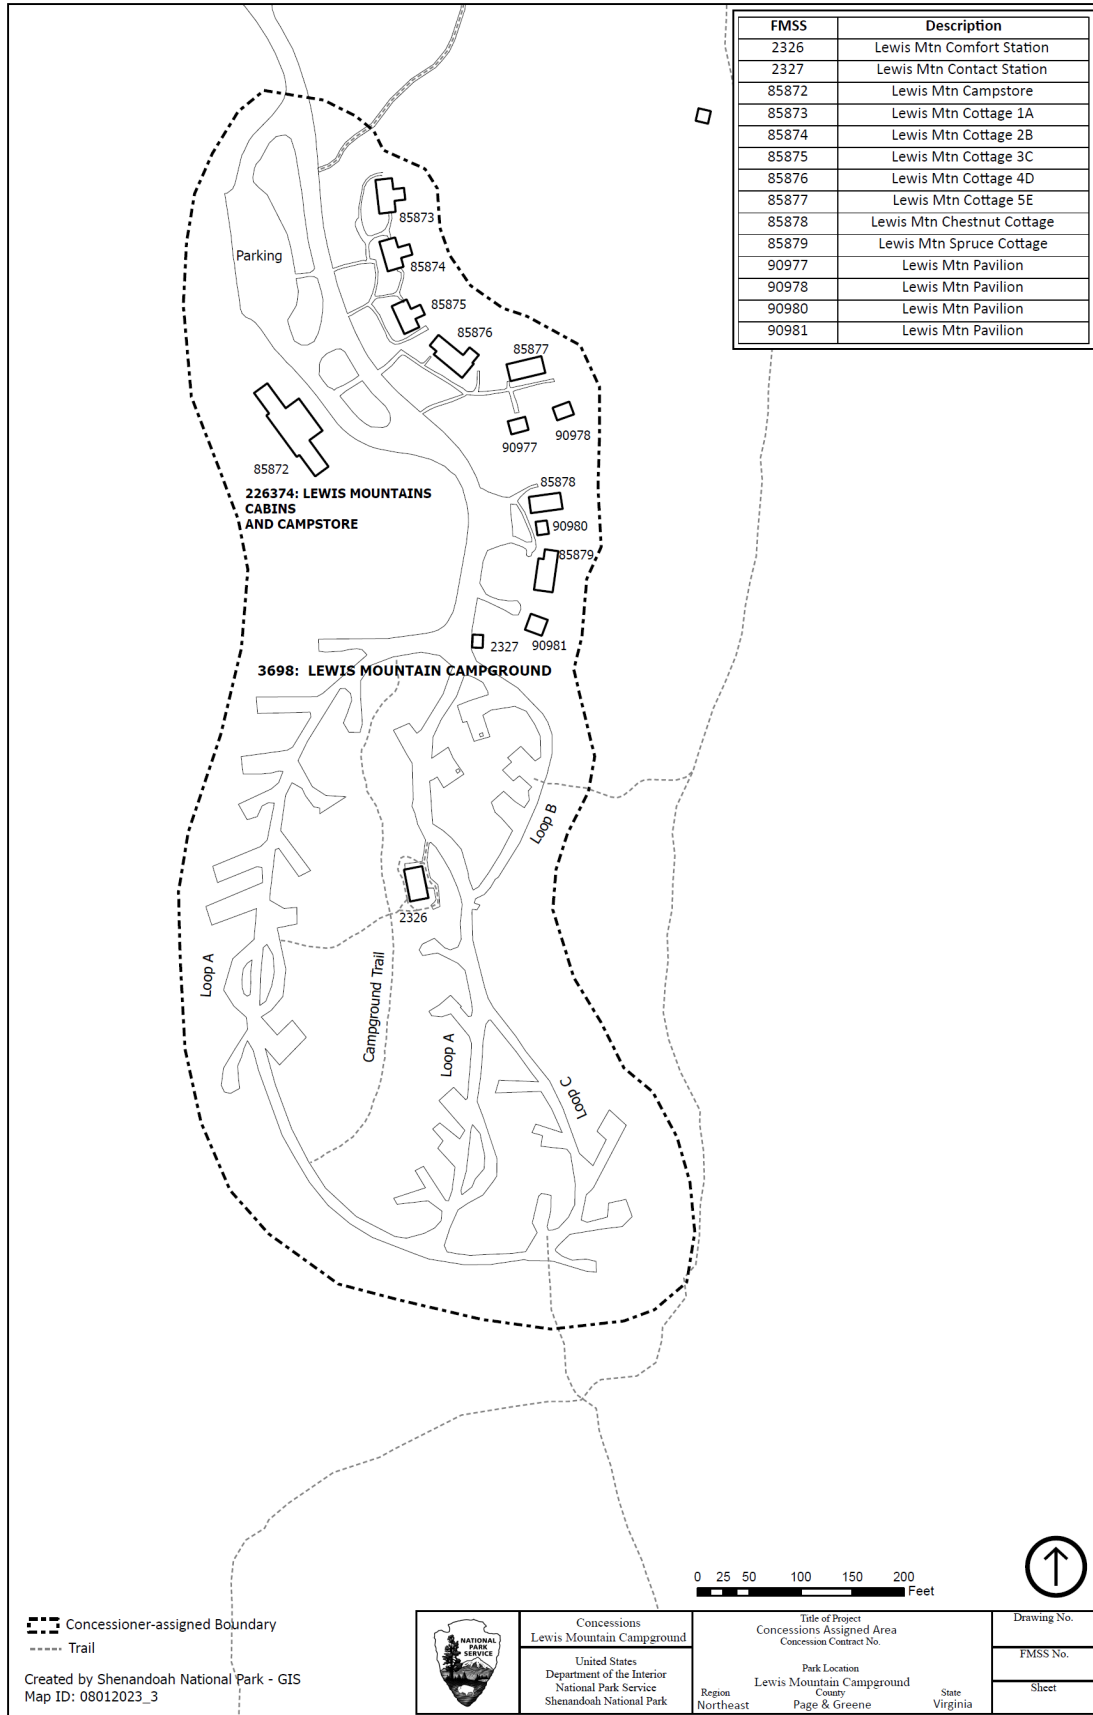 FMSS Description
2326 Lewis Mtn Comfort Station
2327 Lewis Mtn Contact Station
85872 Lewis Mtn Campstore
85873 Lewis Mtn Cottage 1A
85874 Lewis Mtn Cottage 2B
85875 Lewis Mtn Cottage 3C
85876 Lewis Mtn Cottage 4D
85877 Lewis Mtn Cottage 5E
85878 Lewis Mtn Chestnut Cottage
85879 Lewis Mtn Spruce Cottage
90977 Lewis Mtn Pavilion
90978 Lewis Mtn Pavilion
90980 Lewis Mtn Pavilion
90981 Lewis Mtn Pavilion
85873
Parking
85874
85875
85876
85877
90978
90977
85872
85878
226374: LEWIS MOUNTAINS
CABINS
AND CAMPSTORE
90980
85879
2327
90981
3698: LEWIS MOUNTAIN CAMPGROUND
Loop B
2326
Loop A
Campground Trail
Loop A
Loop C
0 25 50 100 150 200
Feet
Concessioner-assigned Boundary
Trail
Created by Shenandoah National Park - GIS
Map ID: 08012023_3
NATIONAL
PARK
SERVICE
Concessions
Lewis Mountain Campground
United States
Department of the Interior
National Park Service
Shenandoah National Park
Title of Project
Concessions Assigned Area
Concession Contract No.
Park Location
Lewis Mountain Campground
Region County State
Northeast Page & Greene Virginia
Drawing No.
FMSS No.
Sheet